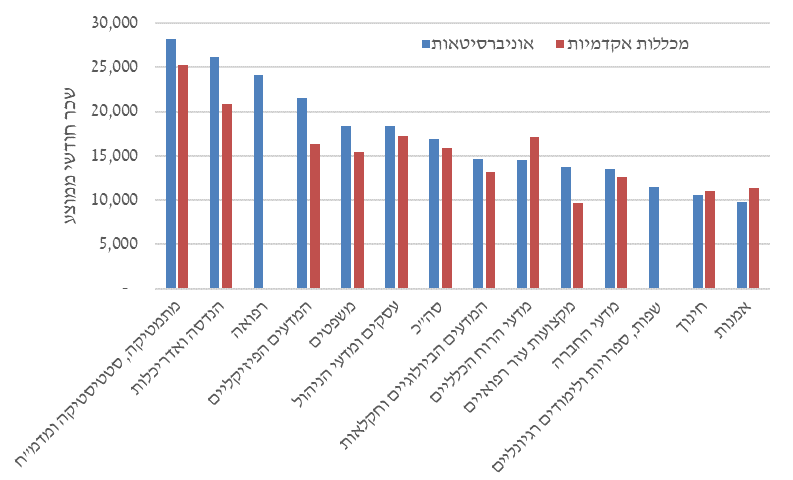 30,000
25,000
20,000
15,000
10,000
5,000
-
שכר חודשי ממוצע
אוניברסיטאות
מכללות אקדמיות
מתמטיקה, סטטיסטיקה ומדמ"ח
הנדסה ואדריכלות
רפואה
המדעים הפיזיקליים
משפטים
עסקים ומדעי הניהול
סה"כ
המדעים הביולוגיים וחקלאות
מדעי הרוח הכלליים
מקצועות עזר רפואיים
מדעי החברה
שפות, ספרויות ולימודים רגיונליים
חינוך
אמנות